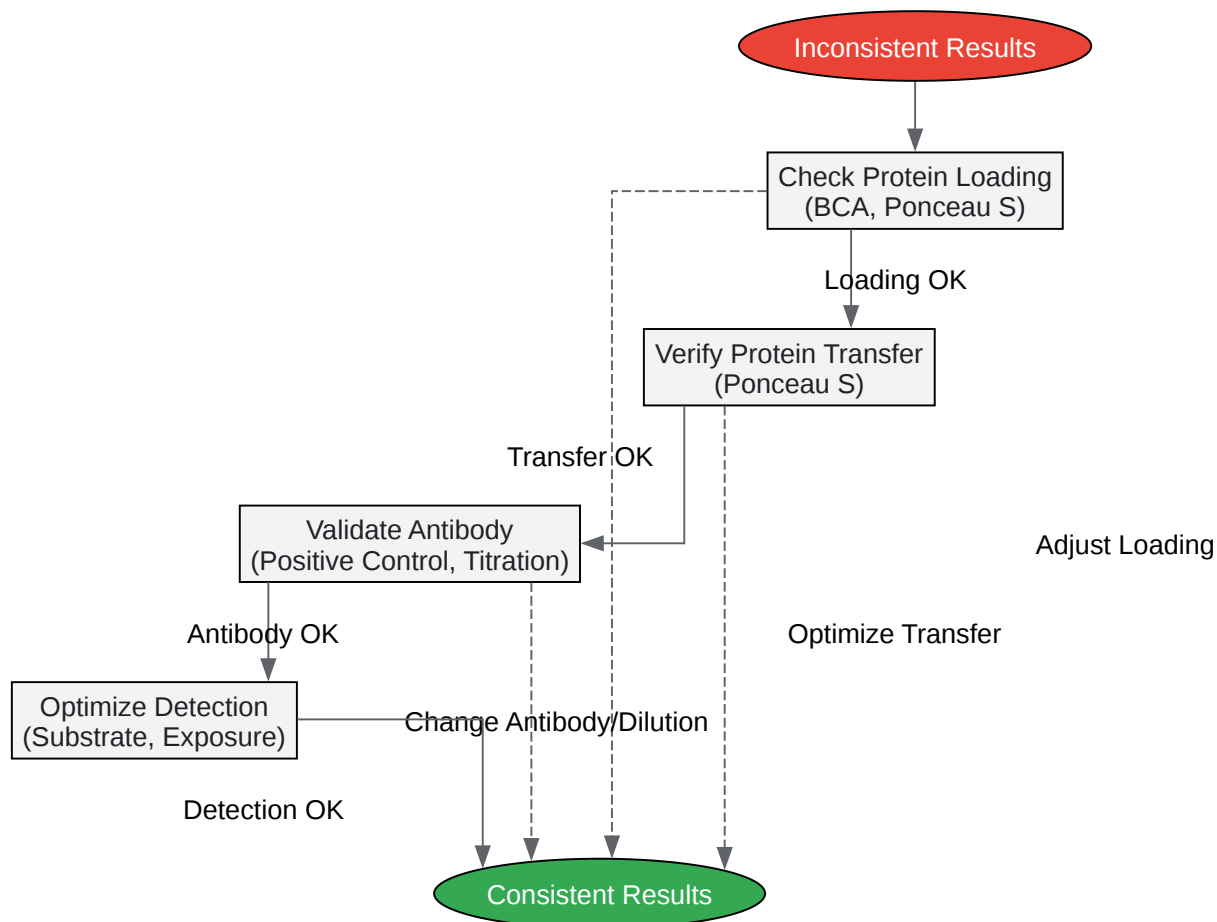 Inconsistent Results
Check Protein Loading
(BCA, Ponceau S)
Loading OK
Verify Protein Transfer
(Ponceau S)
Transfer OK
Validate Antibody
(Positive Control, Titration)
Adjust Loading
Antibody OK
Optimize Transfer
Optimize Detection
(Substrate, Exposure)
Change Antibody/Dilution
Detection OK
Consistent Results